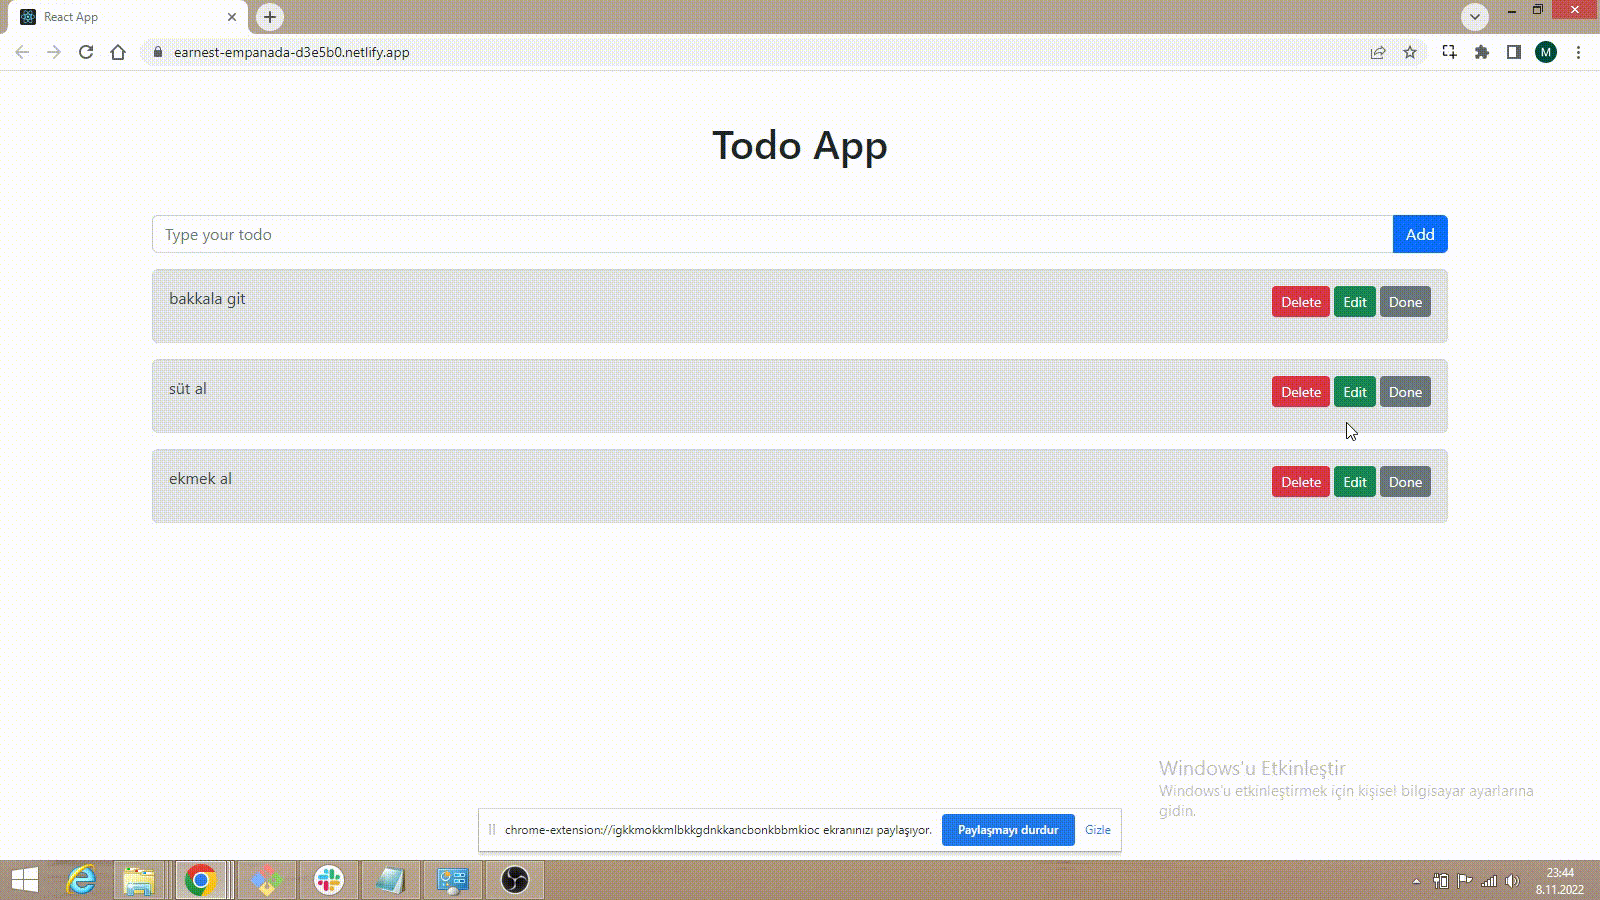 React App
earnest-empanada-d3e5b0.netlify.app
M
Todo App
Type your todo
Add
bakkala git
Delete Edit Done
süt al
Delete Edit Done
ekmek al
Delete Edit Done
Windows'u Etkinleştir
Windows'u etkinleştirmek için kişisel bilgisayar ayarlarına
gidin.
chrome-extension://igkkmokkmlbkkgdnkkancbonkbbmkioc ekranınızı paylaşıyor.
Paylaşmayı durdur
Gizle
23:44
8.11.2022